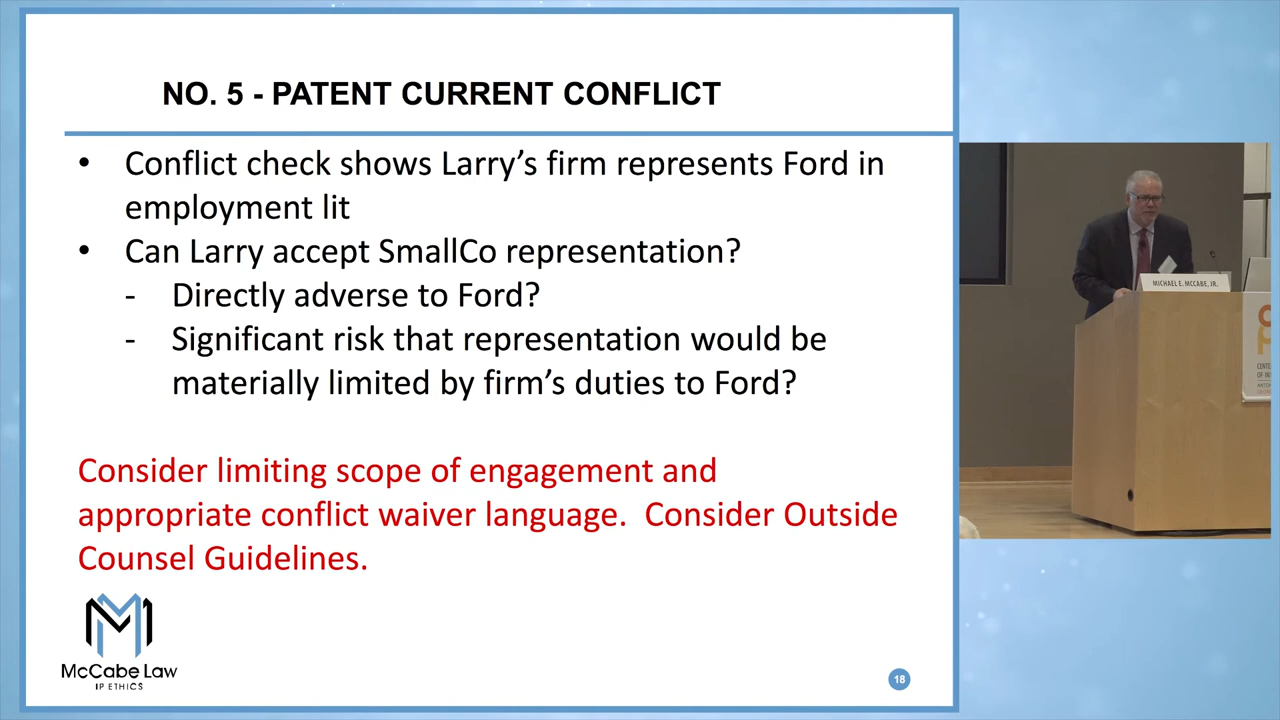 NO. 5 - PATENT CURRENT CONFLICT
• Conflict check shows Larry’s firm represents Ford in
employment lit
• Can Larry accept SmallCo representation?
- Directly adverse to Ford?
- Significant risk that representation would be
materially limited by firm’s duties to Ford?
Consider limiting scope of engagement and
appropriate conflict waiver language.  Consider Outside
Counsel Guidelines.
McCabe Law
IP ETHICS
18
MICHAEL E. MCCABE, JR.